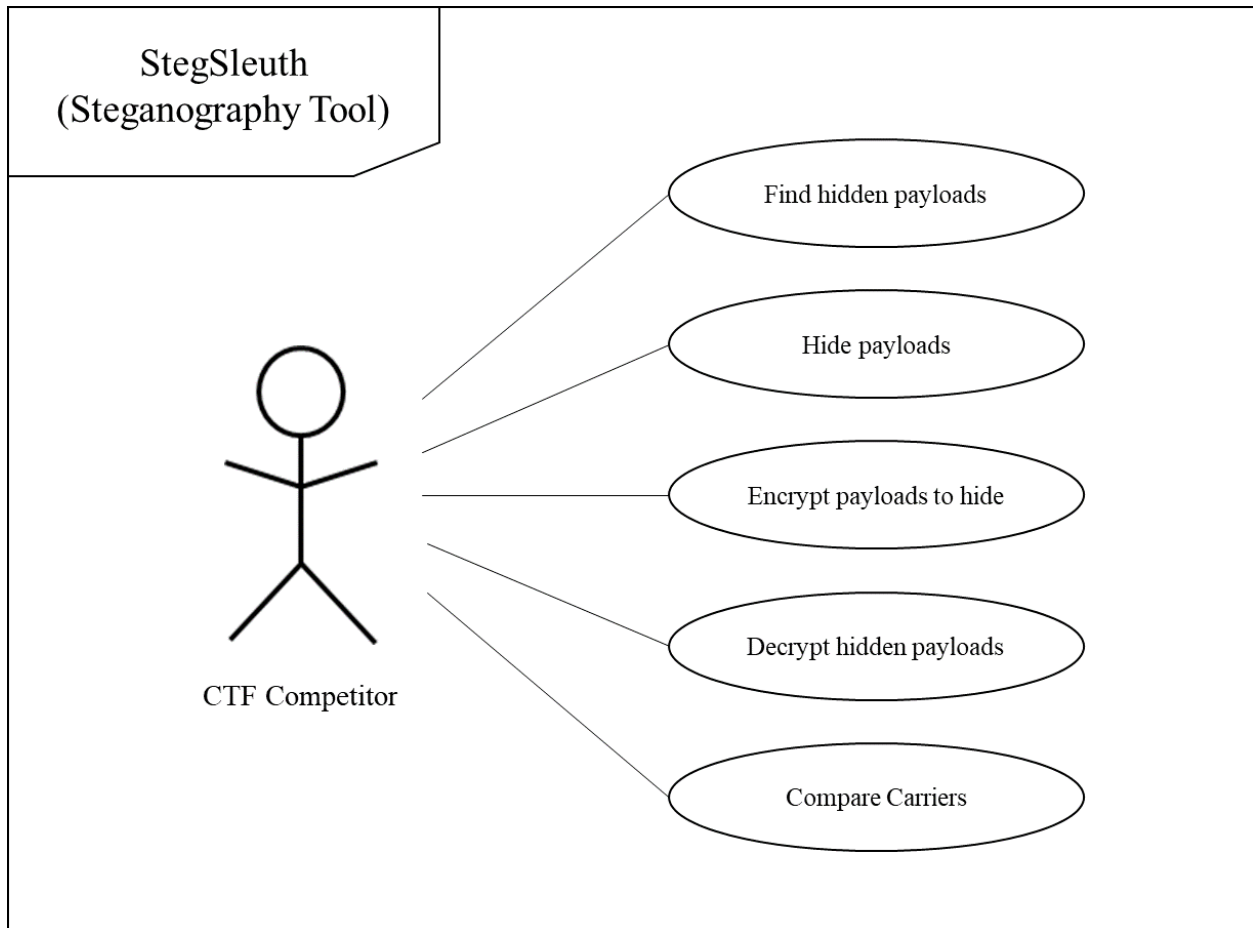 StegSleuth
(Steganography Tool)
Find hidden payloads
Hide payloads
Encrypt payloads to hide
Decrypt hidden payloads
CTF Competitor
Compare Carriers